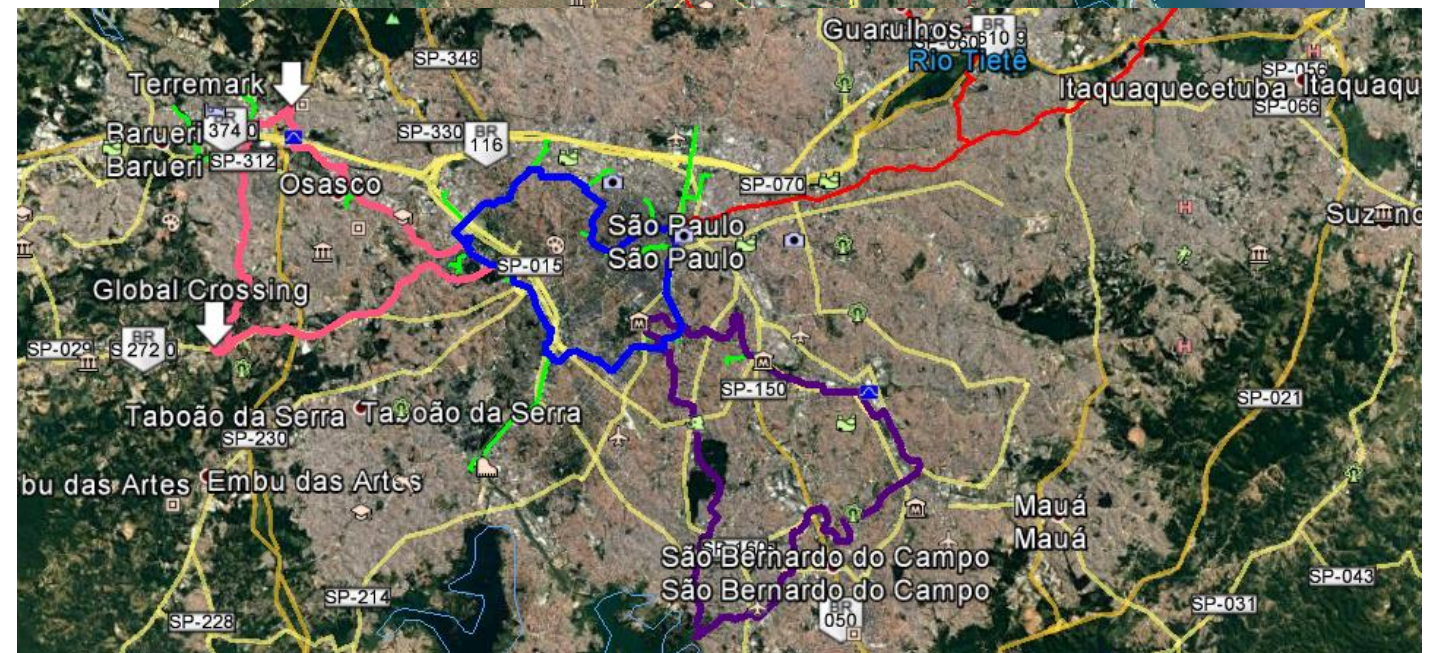 Guarulhos
BR
610
Rio Tietê
SP-348
Terremark
SP-056
Itaquaquecetuba
SP-066
Barueri
BR
374
SP-330
BR
116
Barueri
SP-312
Osasco
SP-070
São Paulo
São Paulo
SP-015
Global Crossing
SP-029
BR
272
SP-150
SP-021
Taboão da Serra
Taboão da Serra
SP-230
bu das Artes
Embu das Artes
Mauá
Mauá
São Bernardo do Campo
São Bernardo do Campo
SP-043
SP-214
SP-031
SP-228
BR
050